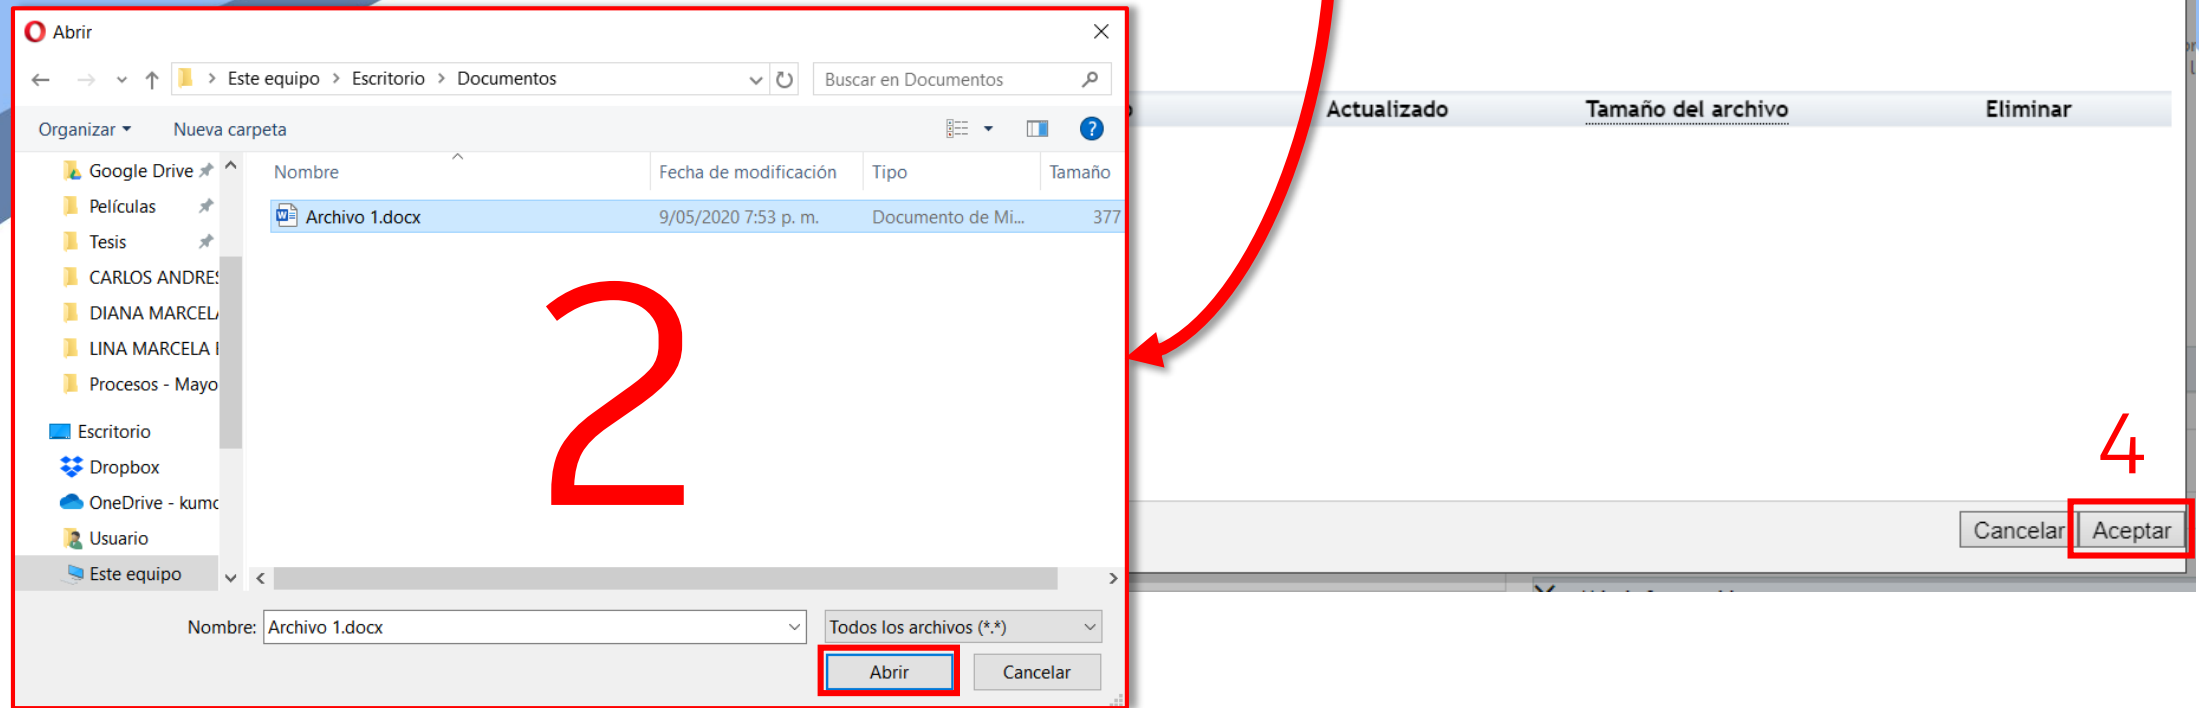 Abrir
Este equipo > Escritorio > Documentos
Buscar en Documentos
Organizar
Nueva carpeta
Nombre
Fecha de modificación
Tipo
Tamaño
Archivo 1.docx
9/05/2020 7:53 p. m.
Documento de Mi...
377
Google Drive
Películas
Tesis
CARLOS ANDRES
DIANA MARCEL
LINA MARCELA
Procesos - Mayo
Escritorio
Dropbox
OneDrive - kumo
Usuario
Este equipo
2
Nombre: Archivo 1.docx
Todos los archivos (*.*)
Abrir
Cancelar
Actualizado
Tamaño del archivo
Eliminar
4
Cancelar
Aceptar